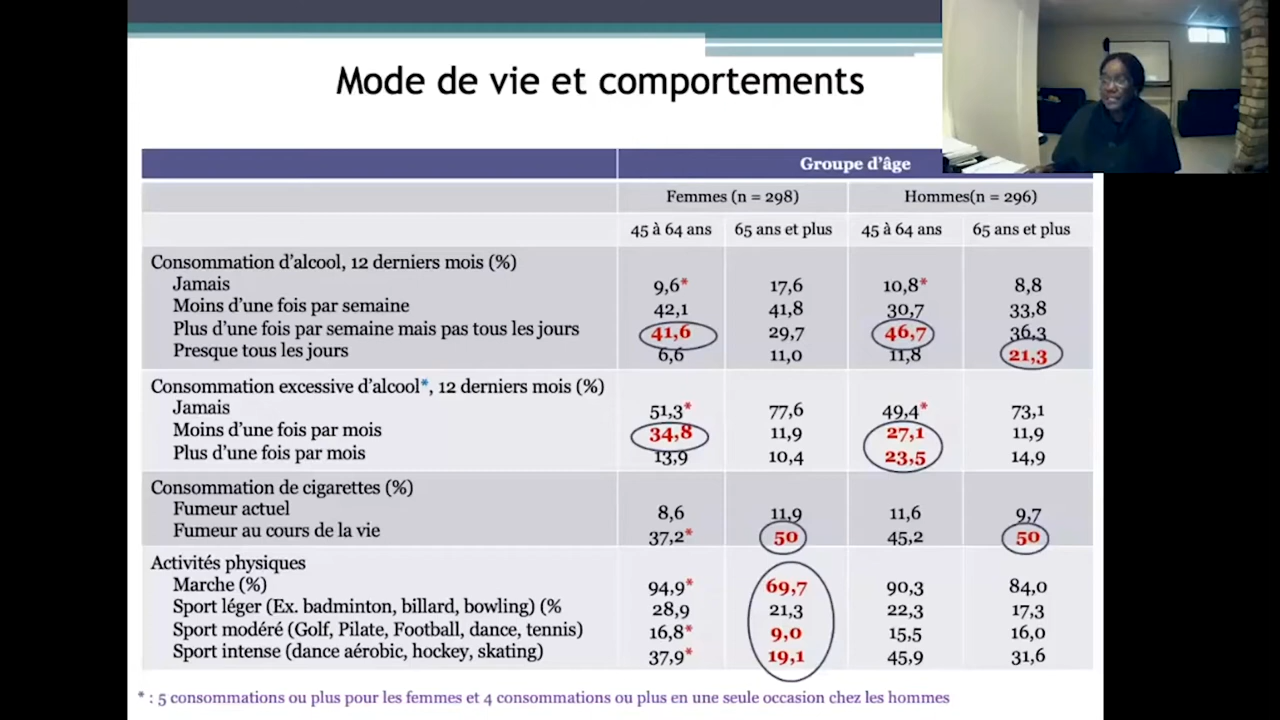 Mode de vie et comportements
Groupe d'âge
Femmes (n = 298) Hommes(n = 296)
45 à 64 ans 65 ans et plus 45 à 64 ans 65 ans et plus
Consommation d'alcool, 12 derniers mois (%)
Jamais 9,6* 17,6 10,8* 8,8
Moins d'une fois par semaine 42,1 41,8 30,7 33,8
Plus d'une fois par semaine mais pas tous les jours 41,6 29,7 46,7 36,3
Presque tous les jours 6,6 11,0 11,8 21,3
Consommation excessive d'alcool*, 12 derniers mois (%)
Jamais 51,3* 77,6 49,4* 73,1
Moins d'une fois par mois 34,8 11,9 27,1 11,9
Plus d'une fois par mois 13,9 10,4 23,5 14,9
Consommation de cigarettes (%)
Fumeur actuel 8,6 11,9 11,6 9,7
Fumeur au cours de la vie 37,2* 50 45,2 50
Activités physiques
Marche (%) 94,9* 69,7 90,3 84,0
Sport léger (Ex. badminton, billard, bowling) (% 28,9 21,3 22,3 17,3
Sport modéré (Golf, Pilate, Football, dance, tennis) 16,8* 9,0 15,5 16,0
Sport intense (dance aérobic, hockey, skating) 37,9* 19,1 45,9 31,6
* : 5 consommations ou plus pour les femmes et 4 consommations ou plus en une seule occasion chez les hommes